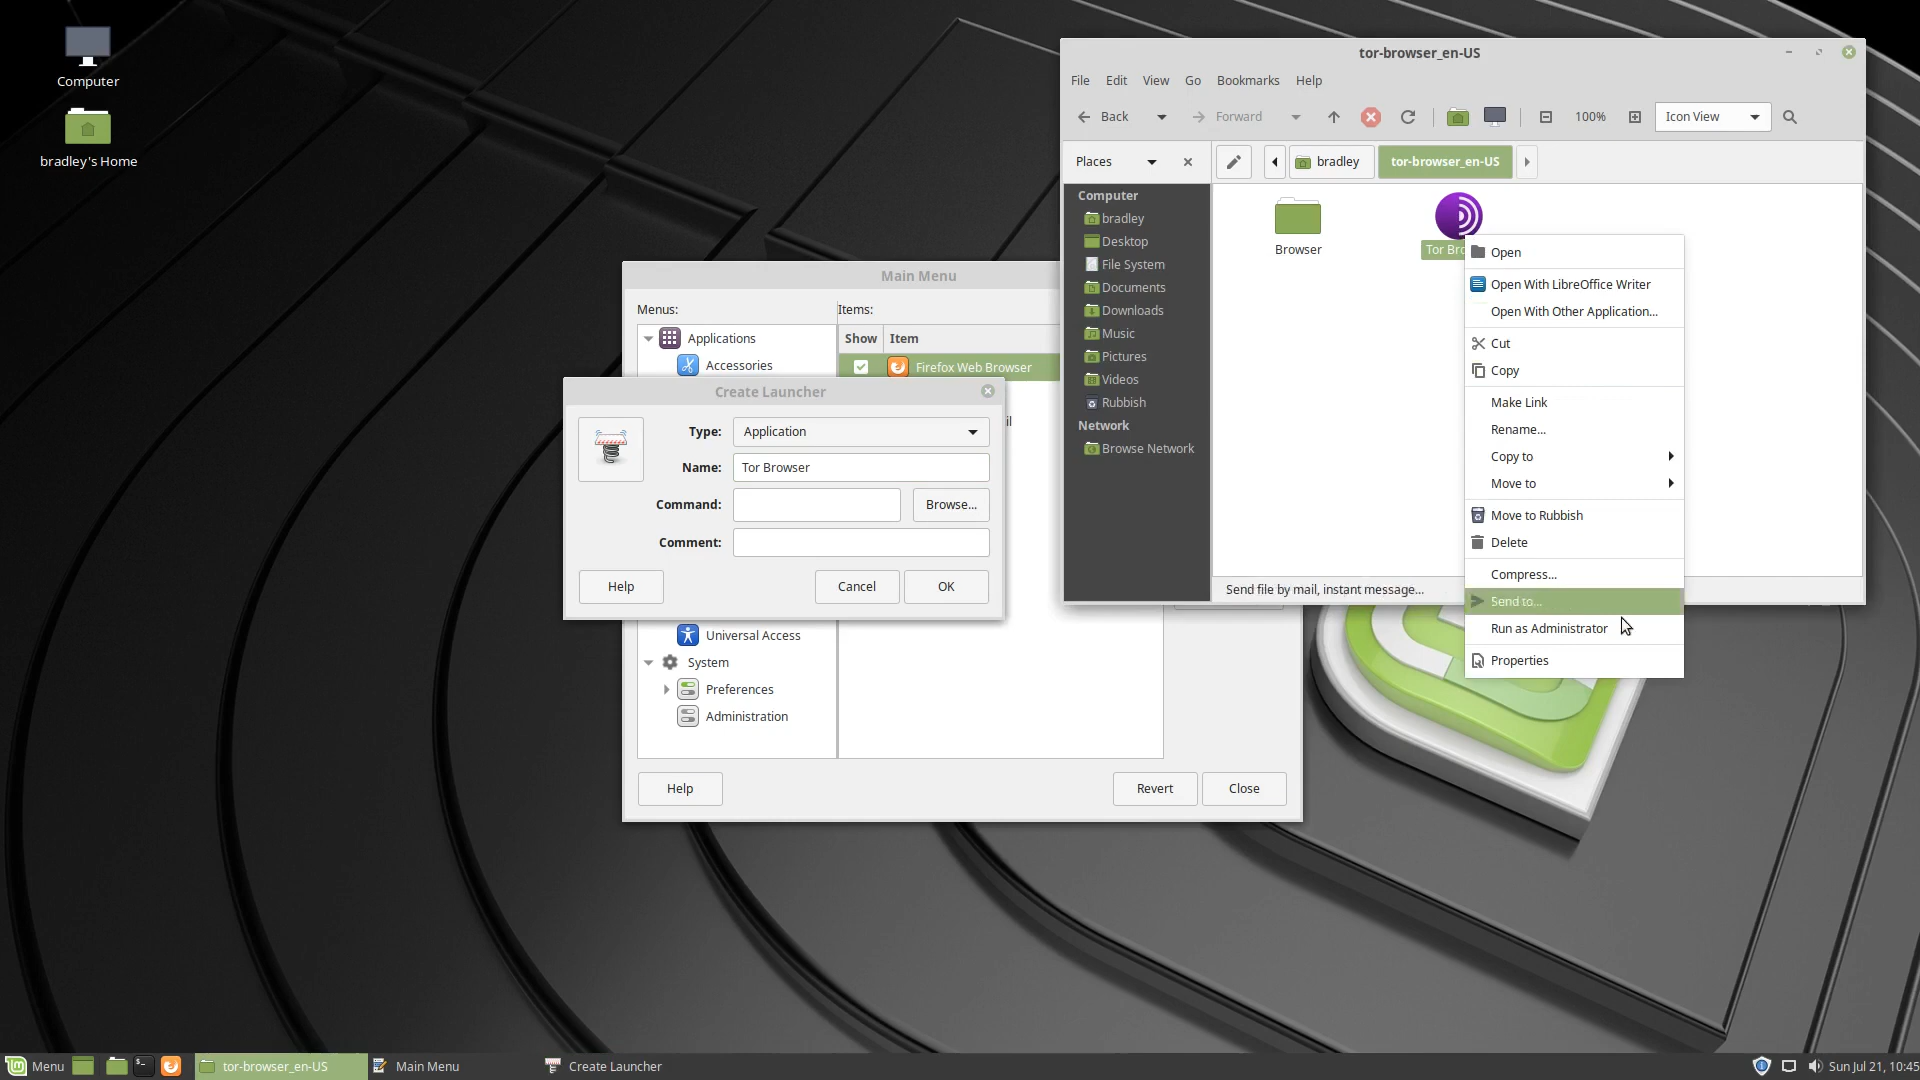 Computer
bradley's Home
tor-browser_en-US
File Edit View Go Bookmarks Help
Back Forward 100% Icon View
Places bradley tor-browser_en-US
Computer
bradley
Desktop
File System
Documents
Downloads
Music
Pictures
Videos
Rubbish
Network
Browse Network
Browser
Tor
Open
Open With LibreOffice Writer
Open With Other Application...
Cut
Copy
Make Link
Rename...
Copy to
Move to
Move to Rubbish
Delete
Compress...
Send to...
Run as Administrator
Properties
Send file by mail, instant message...
Main Menu
Menus: Items:
Applications
Accessories
Show Item
Firefox Web Browser
Create Launcher
Type: Application
Name: Tor Browser
Command: Browse...
Comment:
Help Cancel OK
Universal Access
System
Preferences
Administration
Help Revert Close
Menu tor-browser_en-US Main Menu Create Launcher Sun Jul 21, 10:45